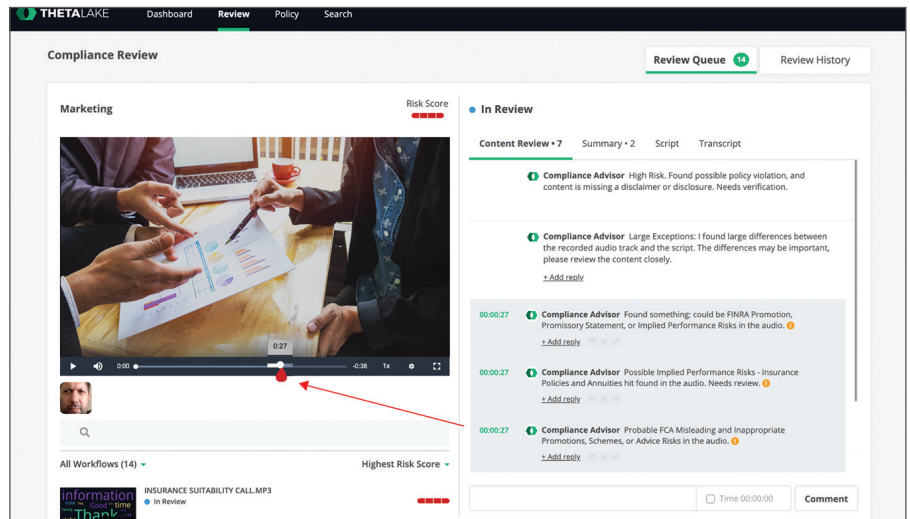 THETALAKE Dashboard Review Policy Search
Compliance Review
Review Queue 14 Review History
Marketing
Risk Score
0:27
0:00
-0:38 1x
All Workflows (14) Highest Risk Score
information
Good
time
Thank
INSURANCE SUITABILITY CALL.MP3
In Review
In Review
Content Review • 7 Summary • 2 Script Transcript
Compliance Advisor High Risk. Found possible policy violation, and
content is missing a disclaimer or disclosure. Needs verification.
Compliance Advisor Large Exceptions: I found large differences between
the recorded audio track and the script. The differences may be important,
please review the content closely.
+ Add reply
00:00:27 Compliance Advisor Found something: could be FINRA Promotion,
Promissory Statement, or Implied Performance Risks in the audio.
+ Add reply
00:00:27 Compliance Advisor Possible Implied Performance Risks - Insurance
Policies and Annuities hit found in the audio. Needs review.
+ Add reply
00:00:27 Compliance Advisor Probable FCA Misleading and Inappropriate
Promotions, Schemes, or Advice Risks in the audio.
+ Add reply
Time 00:00:00 Comment